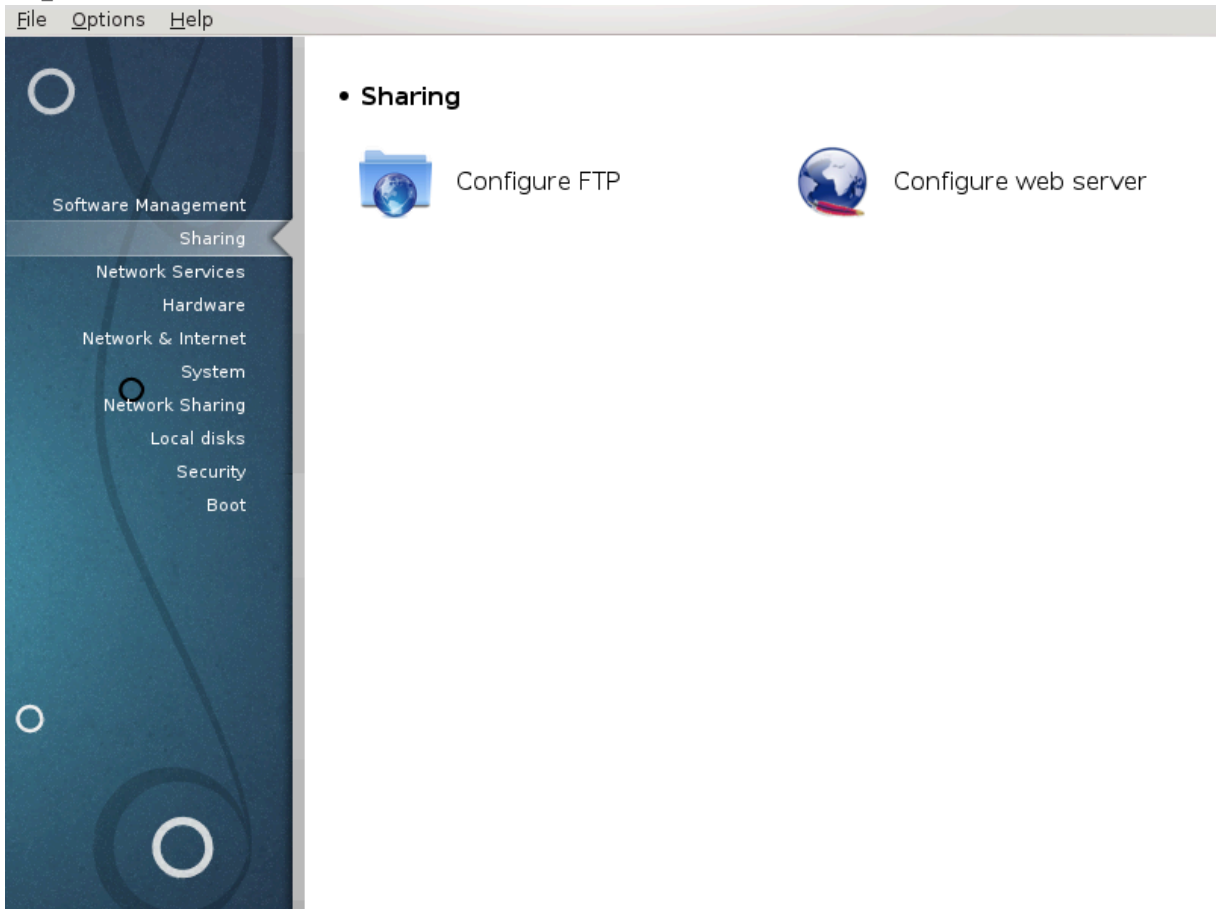 File Options Help
Software Management
Sharing
Network Services
Hardware
Network & Internet
System
Network Sharing
Local disks
Security
Boot
• Sharing
Configure FTP
Configure web server